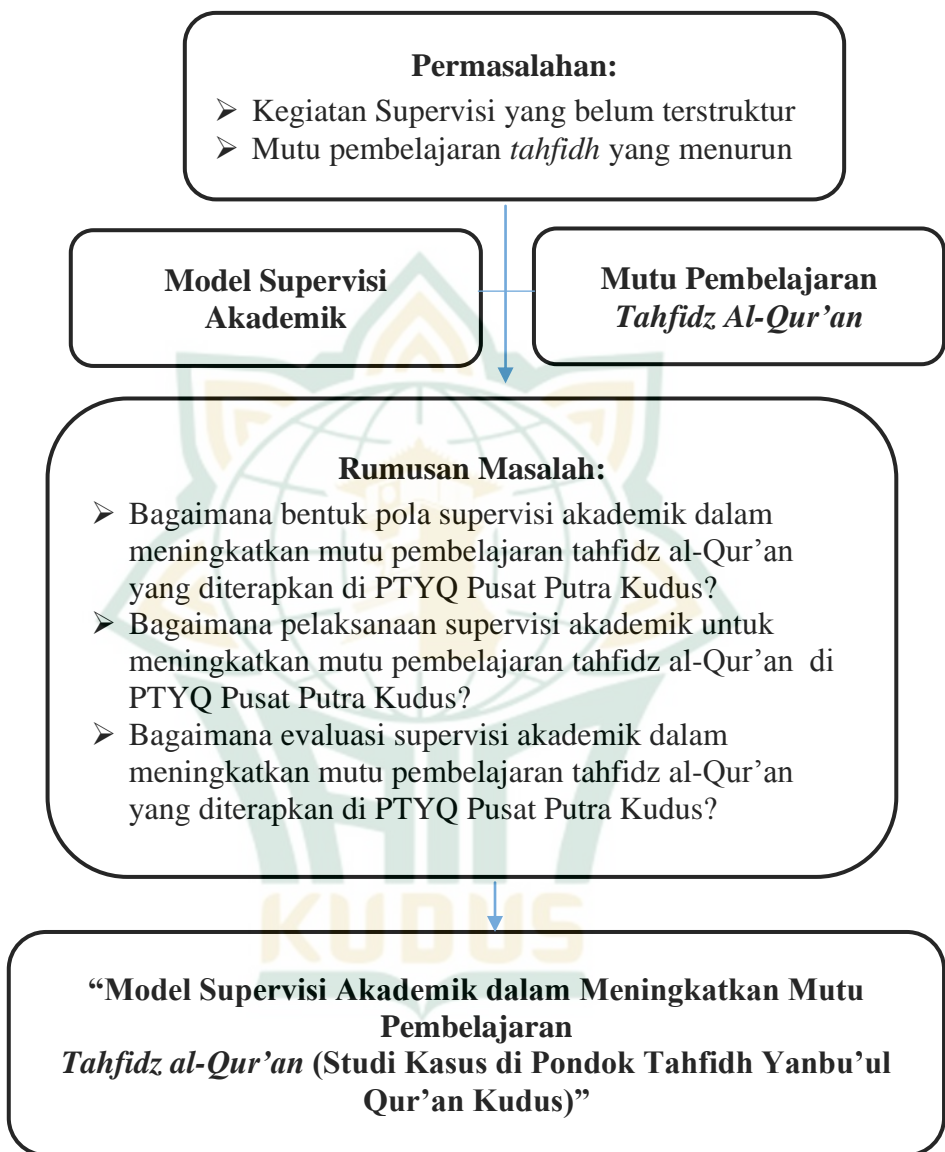 Permasalahan:
➢ Kegiatan Supervisi yang belum terstruktur
➢ Mutu pembelajaran tahfidh yang menurun
Model Supervisi
Akademik
Mutu Pembelajaran
Tahfidz Al-Qur’an
Rumusan Masalah:
➢ Bagaimana bentuk pola supervisi akademik dalam
meningkatkan mutu pembelajaran tahfidz al-Qur’an
yang diterapkan di PTYQ Pusat Putra Kudus?
➢ Bagaimana pelaksanaan supervisi akademik untuk
meningkatkan mutu pembelajaran tahfidz al-Qur’an di
PTYQ Pusat Putra Kudus?
➢ Bagaimana evaluasi supervisi akademik dalam
meningkatkan mutu pembelajaran tahfidz al-Qur’an
yang diterapkan di PTYQ Pusat Putra Kudus?
KUDUS
“Model Supervisi Akademik dalam Meningkatkan Mutu
Pembelajaran
Tahfidz al-Qur’an (Studi Kasus di Pondok Tahfidh Yanbu’ul
Qur’an Kudus)”